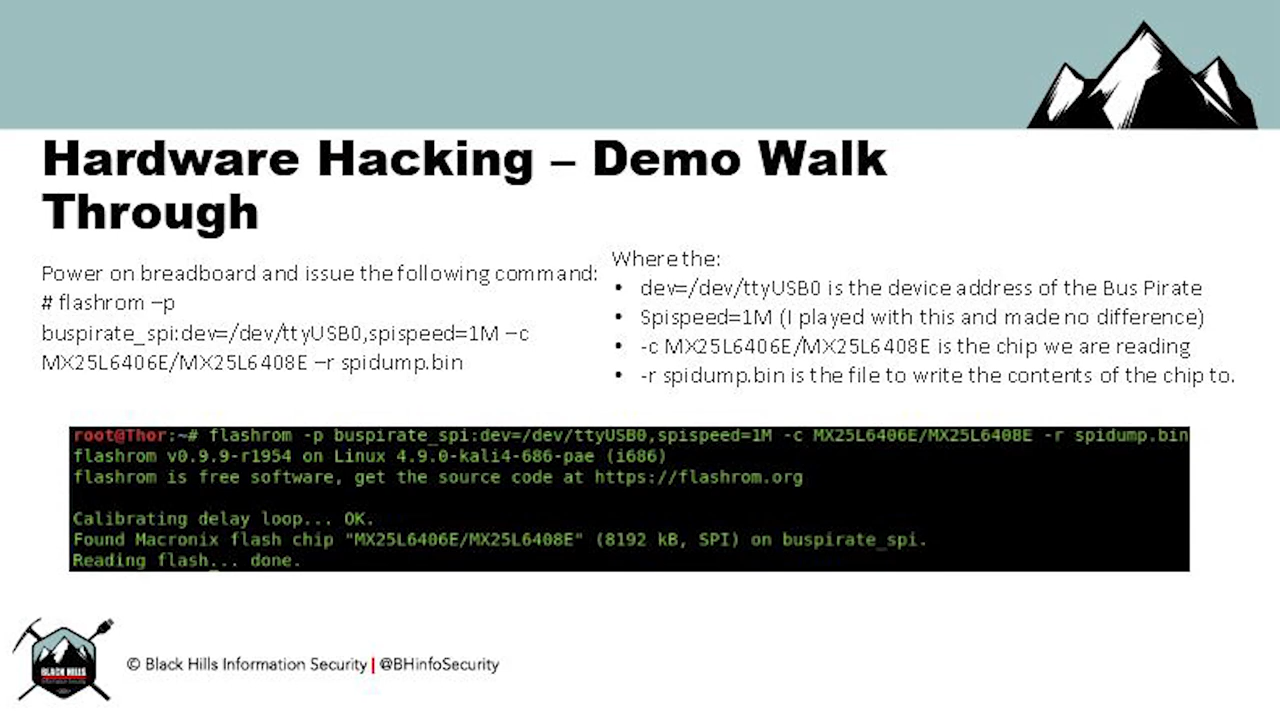 Hardware Hacking – Demo Walk
Through
Power on breadboard and issue the following command:
# flashrom –p
buspirate_spi:dev=/dev/ttyUSB0,spispeed=1M –c
MX25L6406E/MX25L6408E –r spidump.bin
Where the:
• dev=/dev/ttyUSB0 is the device address of the Bus Pirate
• Spispeed=1M (I played with this and made no difference)
• -c MX25L6406E/MX25L6408E is the chip we are reading
• -r spidump.bin is the file to write the contents of the chip to.
root@Thor:~# flashrom -p buspirate_spi:dev=/dev/ttyUSB0,spispeed=1M -c MX25L6406E/MX25L6408E -r spidump.bin
flashrom v0.9.9-r1954 on Linux 4.9.0-kali4-686-pae (i686)
flashrom is free software, get the source code at https://flashrom.org
Calibrating delay loop... OK.
Found Macronix flash chip "MX25L6406E/MX25L6408E" (8192 kB, SPI) on buspirate_spi.
Reading flash... done.
BLACK HILLS
© Black Hills Information Security | @BHinfoSecurity